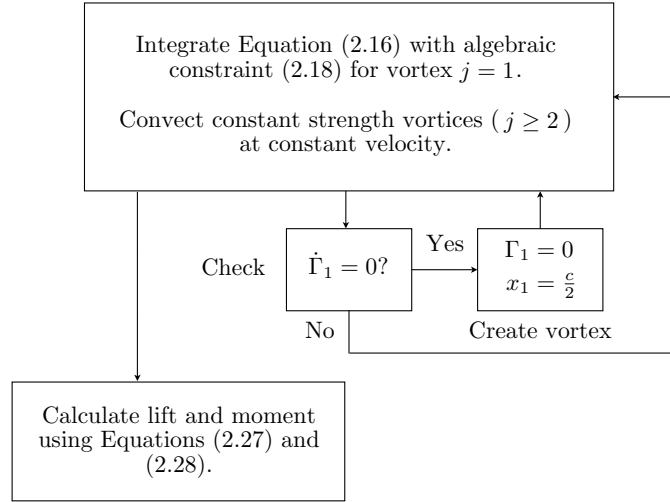 Integrate Equation (2.16) with algebraic
constraint (2.18) for vortex j = 1.
Convect constant strength vortices ( j ≥ 2 )
at constant velocity.
Check
Γ̇₁ = 0?
Yes
Γ₁ = 0
x₁ = c/2
No
Create vortex
Calculate lift and moment
using Equations (2.27) and
(2.28).